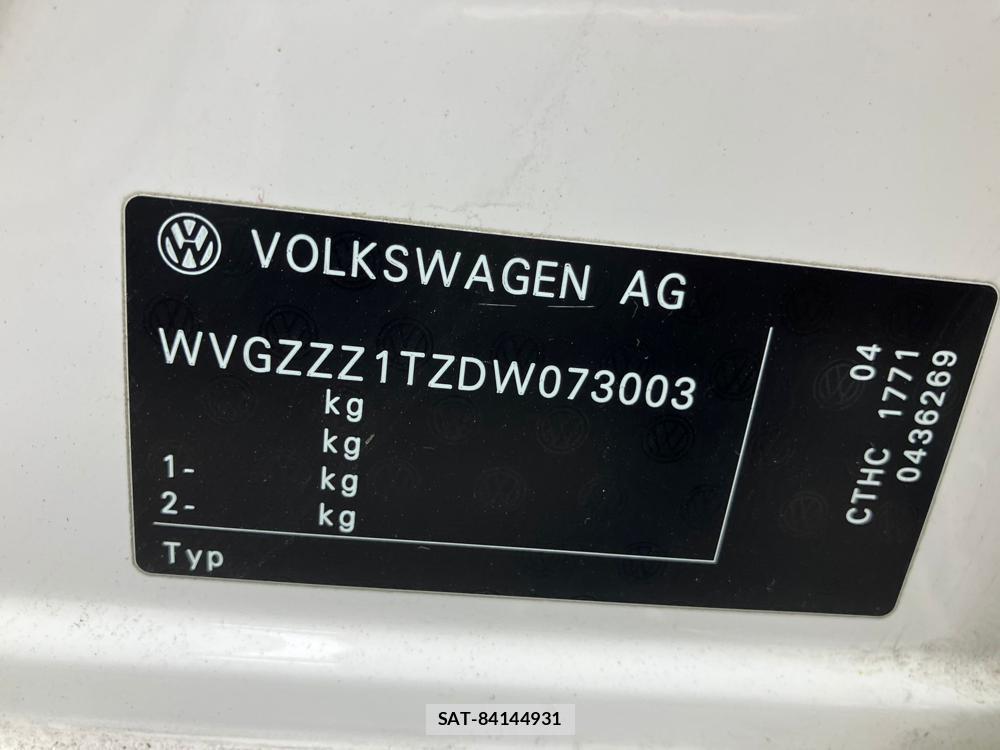 VOLKSWAGEN AG
WVGZZZ1TZDW073003
kg
kg
1- kg
2- kg
Typ
CTHC 1771 04
0436269
SAT-84144931